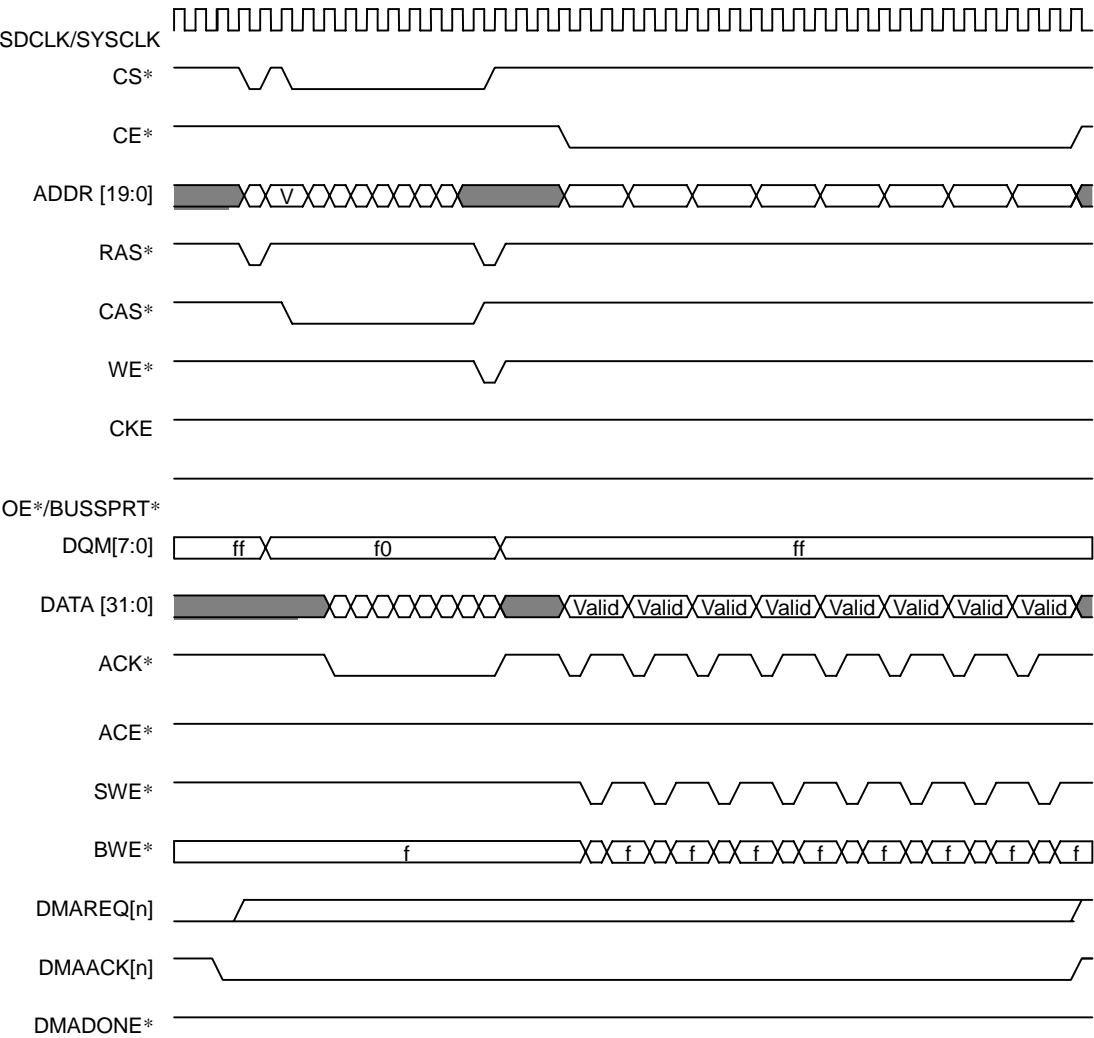 SDCLK/SYSCLK
CS*
CE*
ADDR [19:0]
V
RAS*
CAS*
WE*
CKE
OE*/BUSSPRT*
DQM[7:0] ff f0 ff
DATA [31:0] Valid Valid Valid Valid Valid Valid Valid Valid
ACK*
ACE*
SWE*
BWE* f f f f f f f f f
DMAREQ[n]
DMAACK[n]
DMADONE*